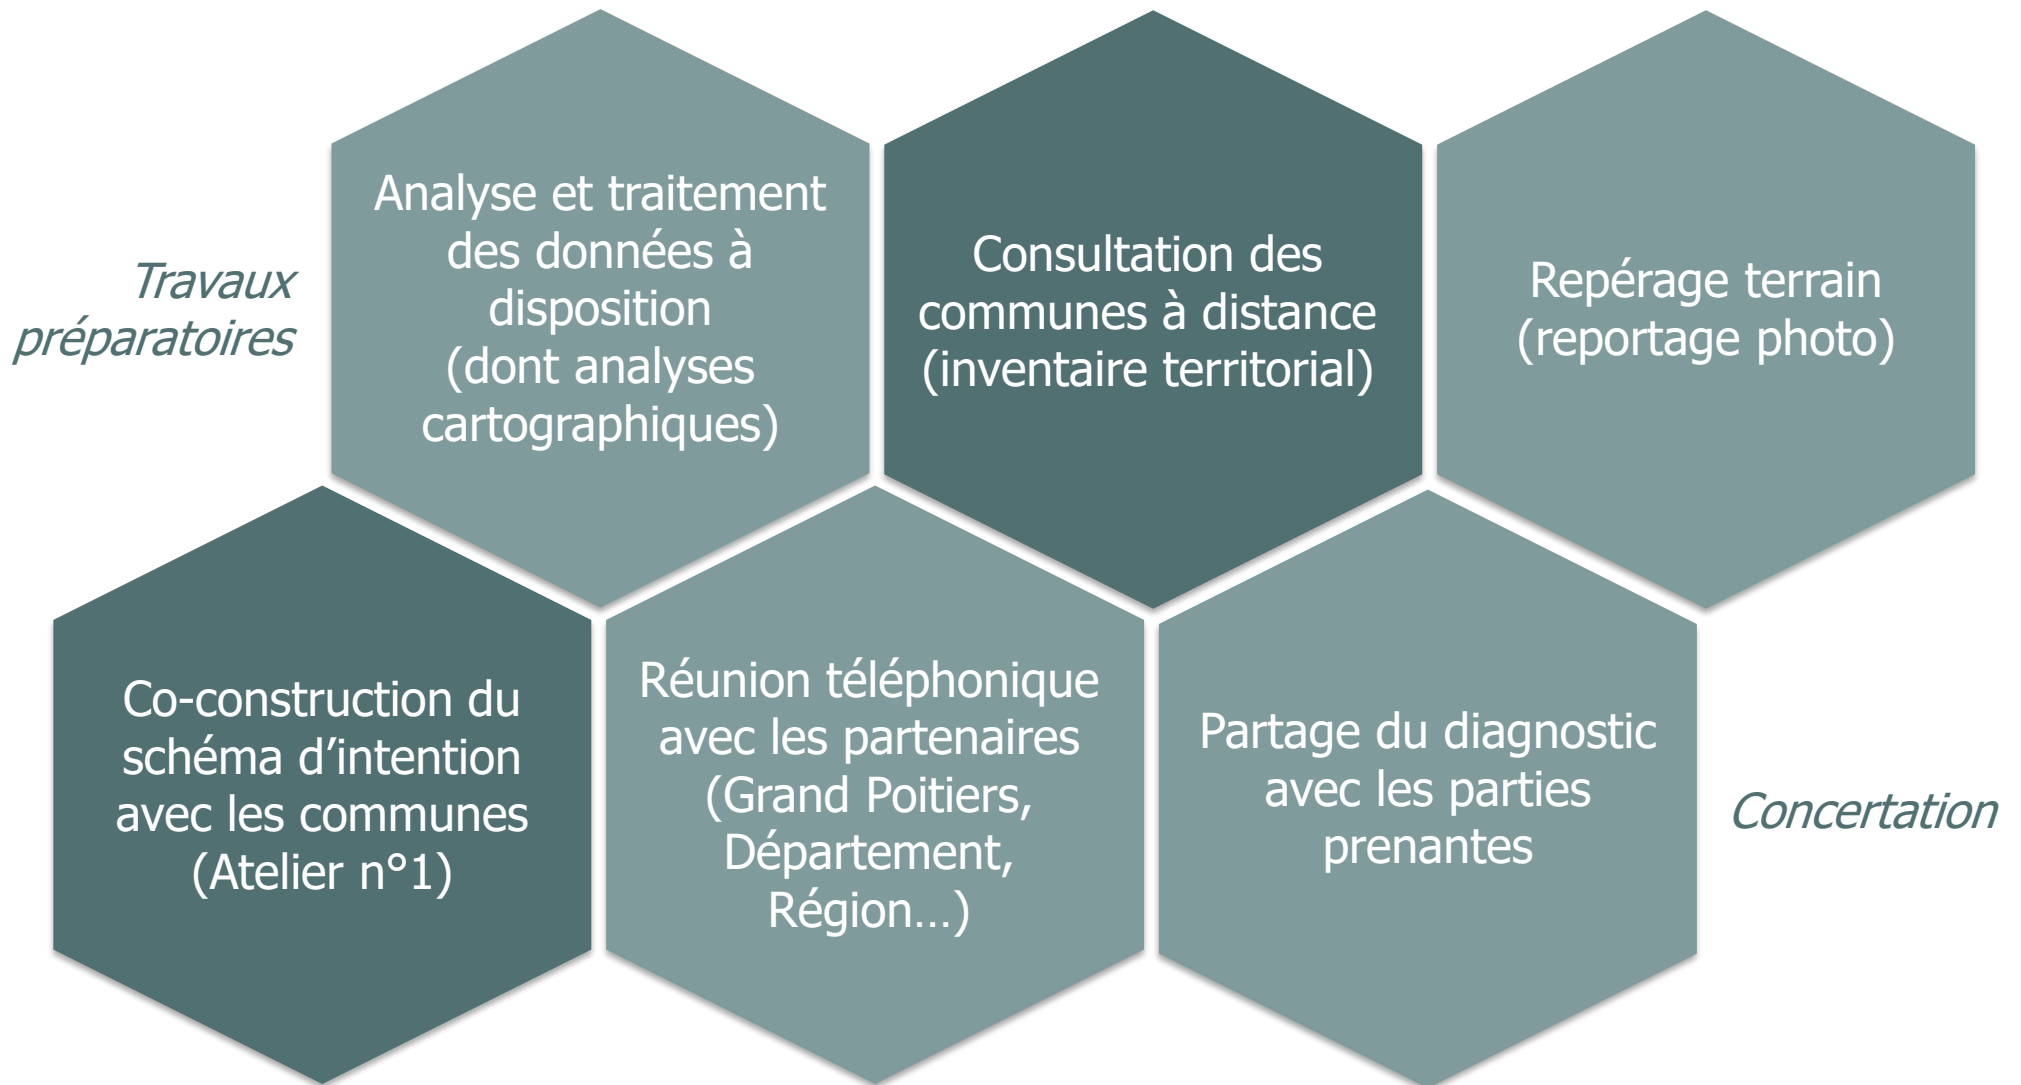 Travaux
préparatoires
Analyse et traitement
des données à
disposition
(dont analyses
cartographiques)
Consultation des
communes à distance
(inventaire territorial)
Repérage terrain
(reportage photo)
Co-construction du
schéma d’intention
avec les communes
(Atelier n°1)
Réunion téléphonique
avec les partenaires
(Grand Poitiers,
Département,
Région…)
Partage du diagnostic
avec les parties
prenantes
Concertation